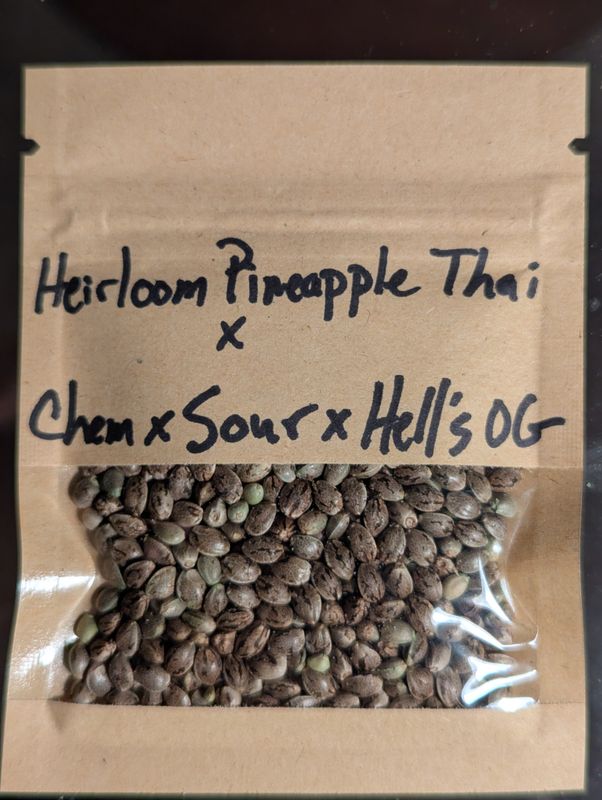 Heirloom Pineapple Thai
x
Chem x Sour x Hell's OG